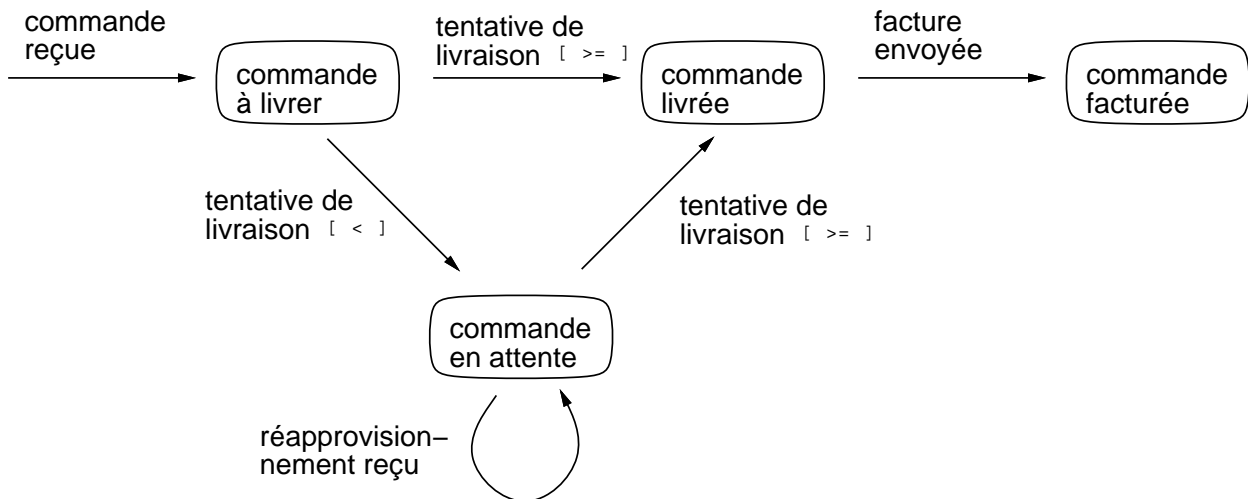 commande
reçue
commande
à livrer
tentative de
livraison [ >= ]
commande
livrée
facture
envoyée
commande
facturée
tentative de
livraison [ < ]
tentative de
livraison [ >= ]
commande
en attente
réapprovision–
nement reçu